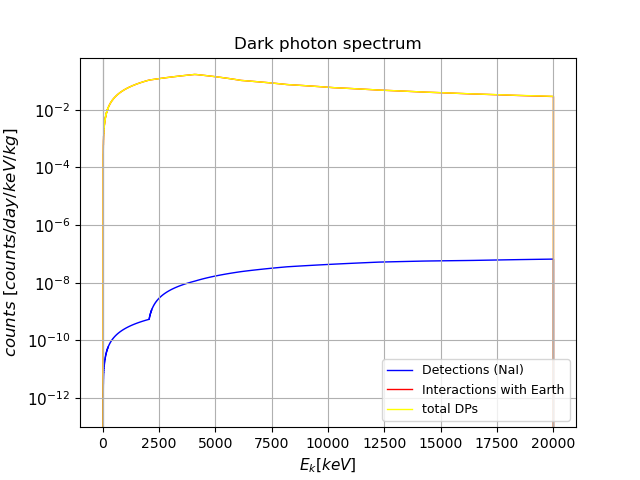 Dark photon spectrum
counts [counts/day/keV/kg]
10⁻²
10⁻⁴
10⁻⁶
10⁻⁸
10⁻¹⁰
10⁻¹²
Detections (NaI)
Interactions with Earth
total DPs
0 2500 5000 7500 10000 12500 15000 17500 20000
E_k[keV]